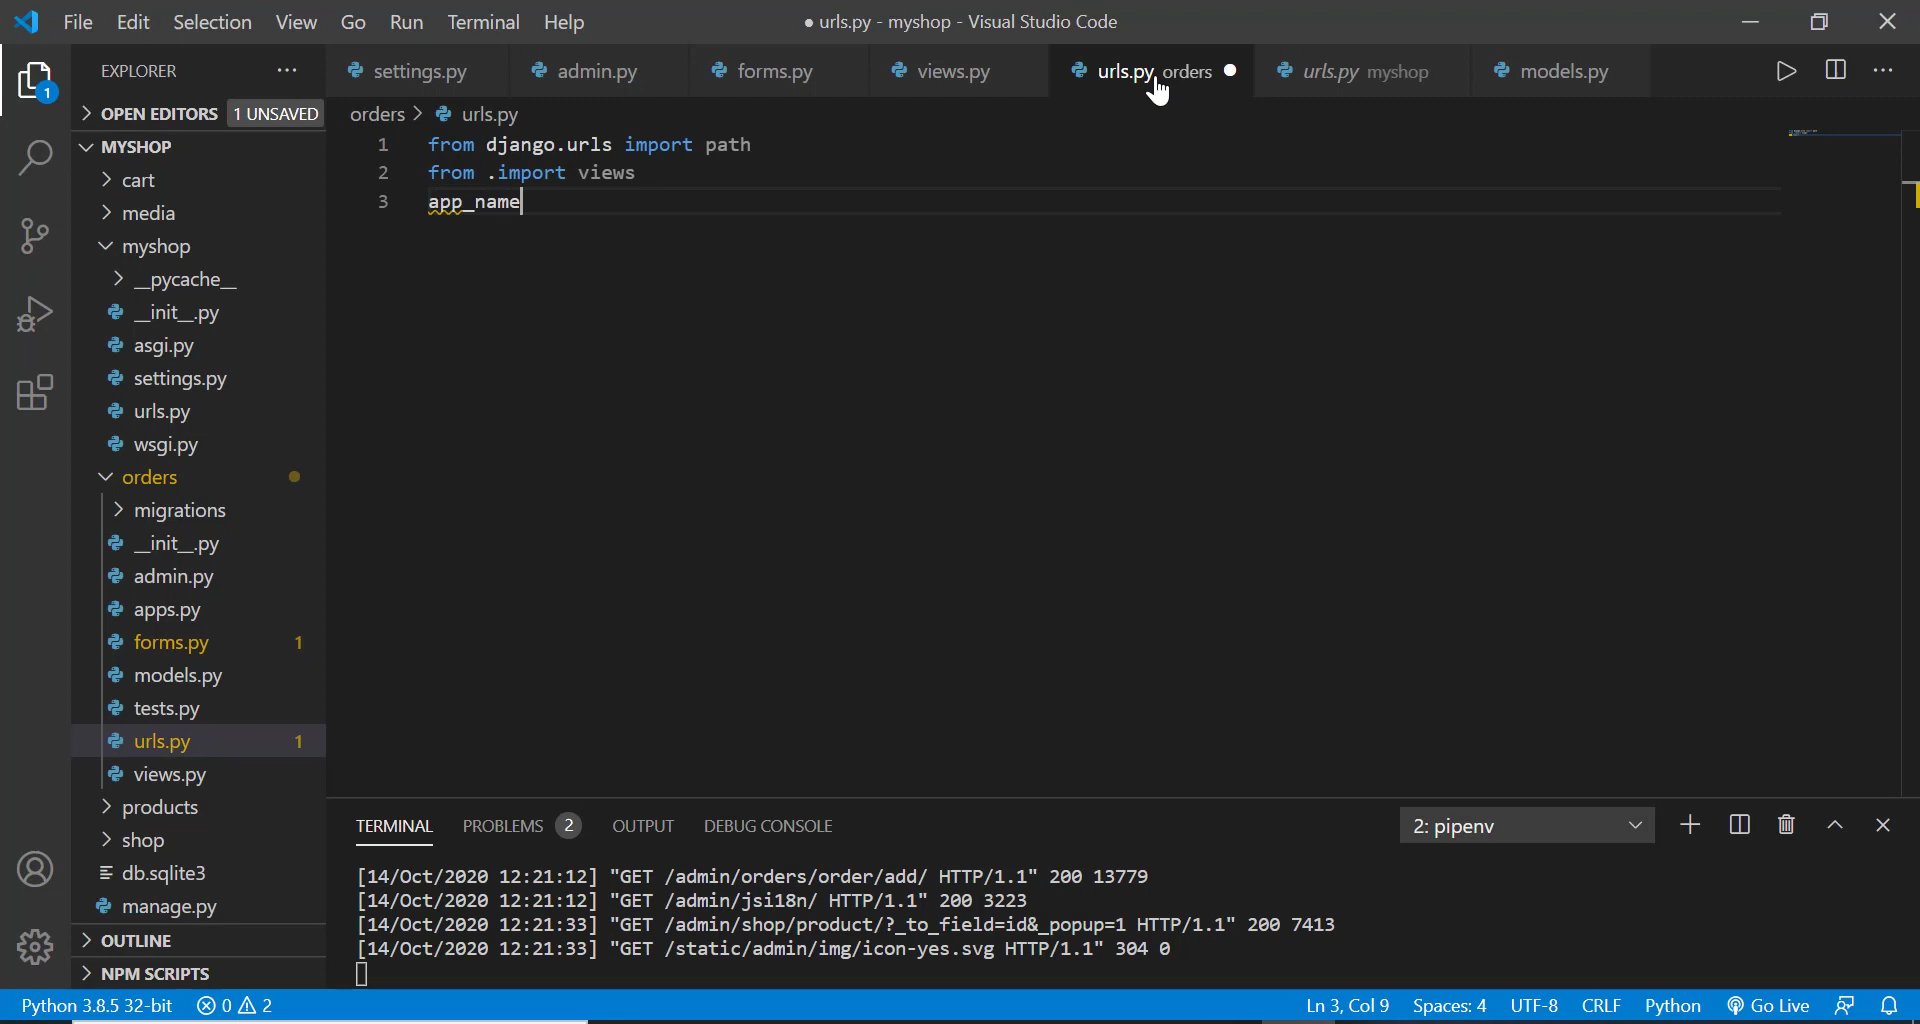 File Edit Selection View Go Run Terminal Help
● urls.py - myshop - Visual Studio Code
EXPLORER
settings.py admin.py forms.py views.py urls.py orders urls.py myshop models.py
1
OPEN EDITORS 1 UNSAVED
orders > urls.py
MYSHOP
cart
media
myshop
__pycache__
__init__.py
asgi.py
settings.py
urls.py
wsgi.py
orders
migrations
__init__.py
admin.py
apps.py
forms.py 1
models.py
tests.py
urls.py 1
views.py
products
shop
db.sqlite3
manage.py
OUTLINE
NPM SCRIPTS
1 from django.urls import path
2 from .import views
3 app_name
TERMINAL PROBLEMS 2 OUTPUT DEBUG CONSOLE 2: pipenv
[14/Oct/2020 12:21:12] "GET /admin/orders/order/add/ HTTP/1.1" 200 13779
[14/Oct/2020 12:21:12] "GET /admin/jsi18n/ HTTP/1.1" 200 3223
[14/Oct/2020 12:21:33] "GET /admin/shop/product/?_to_field=id&_popup=1 HTTP/1.1" 200 7413
[14/Oct/2020 12:21:33] "GET /static/admin/img/icon-yes.svg HTTP/1.1" 304 0
Python 3.8.5 32-bit 0 2 Ln 3, Col 9 Spaces: 4 UTF-8 CRLF Python Go Live